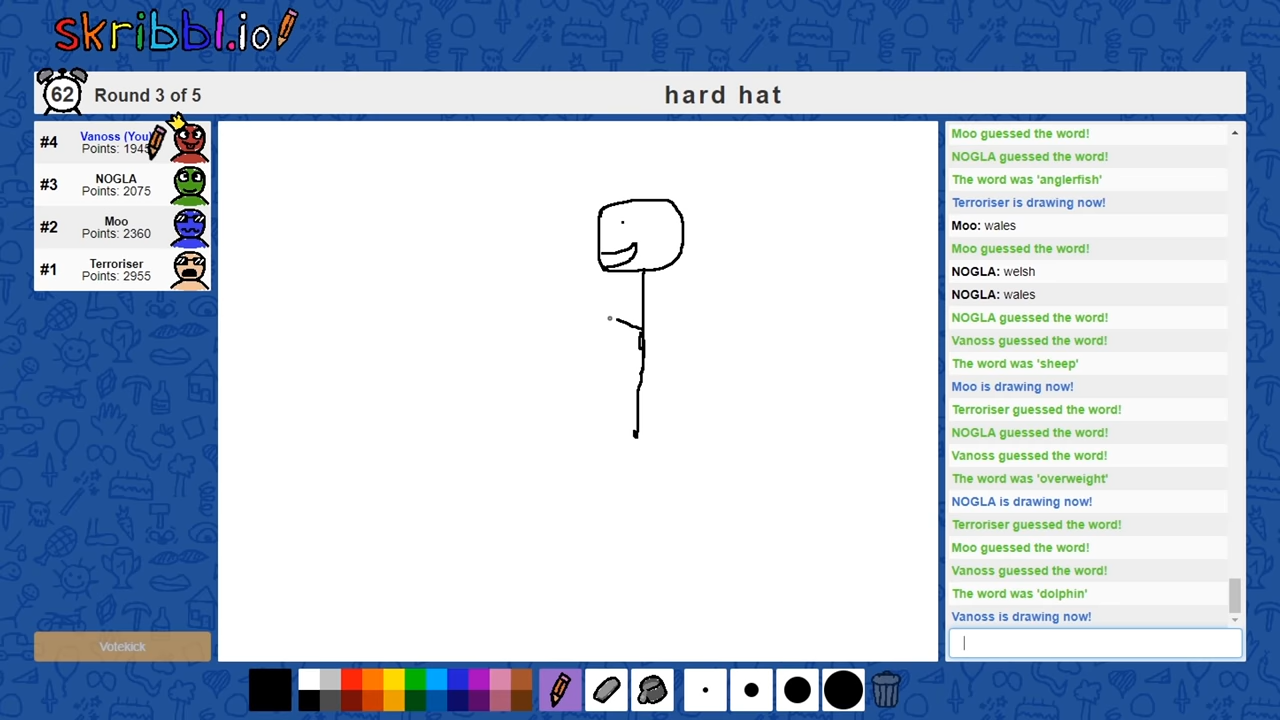 skribbl.io
62
Round 3 of 5
hard hat
#4
Vanoss (You)
Points: 1945
#3
NOGLA
Points: 2075
#2
Moo
Points: 2360
#1
Terroriser
Points: 2955
Votekick
Moo guessed the word!
NOGLA guessed the word!
The word was 'anglerfish'
Terroriser is drawing now!
Moo: wales
Moo guessed the word!
NOGLA: welsh
NOGLA: wales
NOGLA guessed the word!
Vanoss guessed the word!
The word was 'sheep'
Moo is drawing now!
Terroriser guessed the word!
NOGLA guessed the word!
Vanoss guessed the word!
The word was 'overweight'
NOGLA is drawing now!
Terroriser guessed the word!
Moo guessed the word!
Vanoss guessed the word!
The word was 'dolphin'
Vanoss is drawing now!